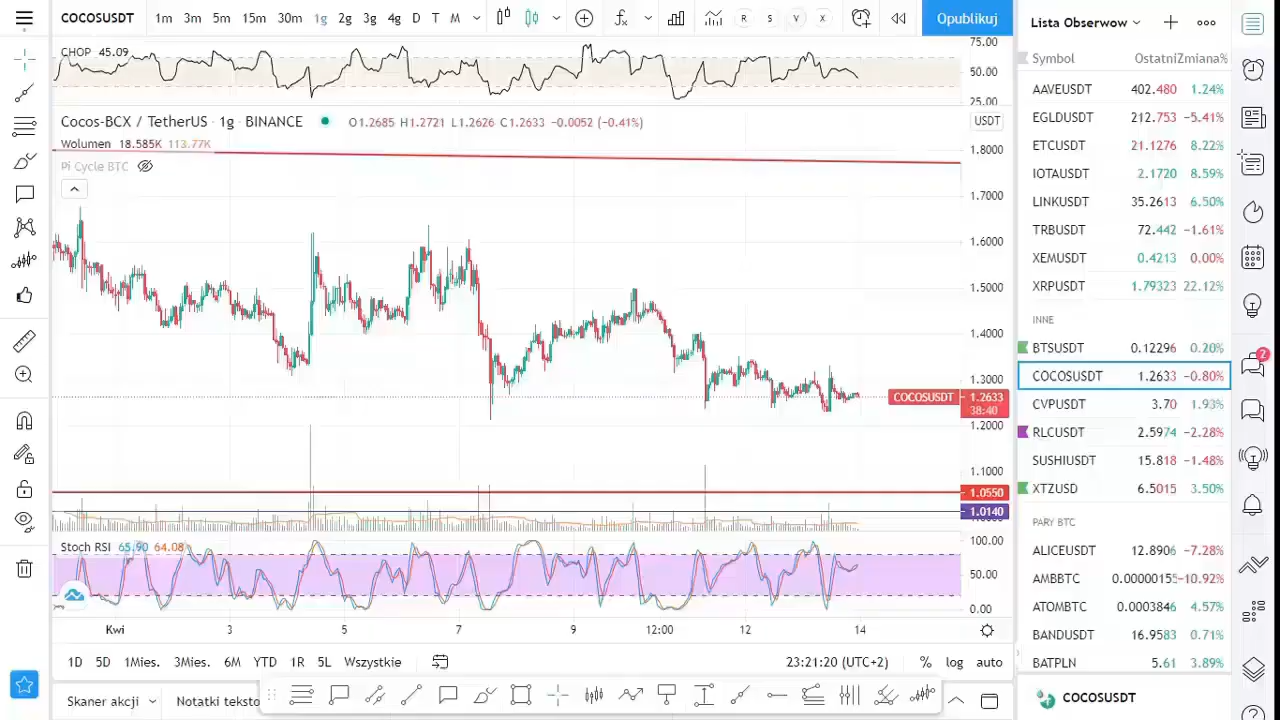 COCOSUSDT 1m 3m 5m 15m 30m 1g 2g 3g 4g D T M Opublikuj
CHOP 45.09
75.00
50.00
25.00
Cocos-BCX / TetherUS · 1g · BINANCE O1.2685 H1.2721 L1.2626 C1.2633 −0.0052 (−0.41%)
USDT
Wolumen 18.585K 113.77K
Pi Cycle BTC
1.8000
1.7000
1.6000
1.5000
1.4000
1.3000
COCOSUSDT 1.2633
38:40
1.2000
1.1000
1.0550
1.0140
Stoch RSI 65.90 64.08
100.00
50.00
0.00
Kwi 3 5 7 9 12:00 12 14
1D 5D 1Mies. 3Mies. 6M YTD 1R 5L Wszystkie 23:21:20 (UTC+2) % log auto
Skaner akcji Notatki teksto
Lista Obserwow
Symbol Ostatni Zmiana%
AAVEUSDT 402.480 1.24%
EGLDUSDT 212.753 −5.41%
ETCUSDT 21.1276 8.22%
IOTAUSDT 2.1720 8.59%
LINKUSDT 35.2613 6.50%
TRBUSDT 72.442 −1.61%
XEMUSDT 0.4213 0.00%
XRPUSDT 1.79323 22.12%
INNE
BTSUSDT 0.12296 0.20%
COCOSUSDT 1.2633 −0.80%
CVPUSDT 3.70 1.93%
RLCUSDT 2.5974 −2.28%
SUSHIUSDT 15.818 −1.48%
XTZUSD 6.5015 3.50%
PARY BTC
ALICEUSDT 12.8906 −7.28%
AMBBTC 0.00000155 −10.92%
ATOMBTC 0.0003846 4.57%
BANDUSDT 16.9583 0.71%
BATPLN 5.61 3.89%
COCOSUSDT
2
R S V X